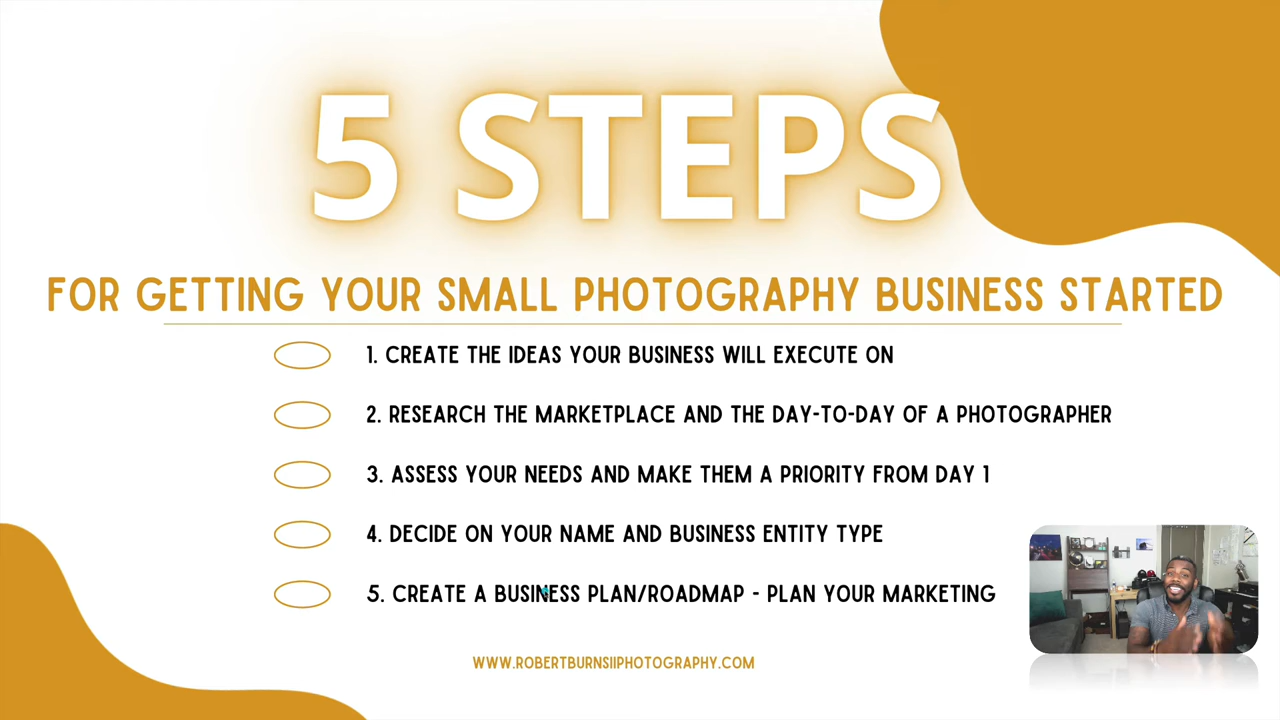 5 STEPS
FOR GETTING YOUR SMALL PHOTOGRAPHY BUSINESS STARTED
1. CREATE THE IDEAS YOUR BUSINESS WILL EXECUTE ON
2. RESEARCH THE MARKETPLACE AND THE DAY-TO-DAY OF A PHOTOGRAPHER
3. ASSESS YOUR NEEDS AND MAKE THEM A PRIORITY FROM DAY 1
4. DECIDE ON YOUR NAME AND BUSINESS ENTITY TYPE
5. CREATE A BUSINESS PLAN/ROADMAP - PLAN YOUR MARKETING
WWW.ROBERTBURNSIIPHOTOGRAPHY.COM